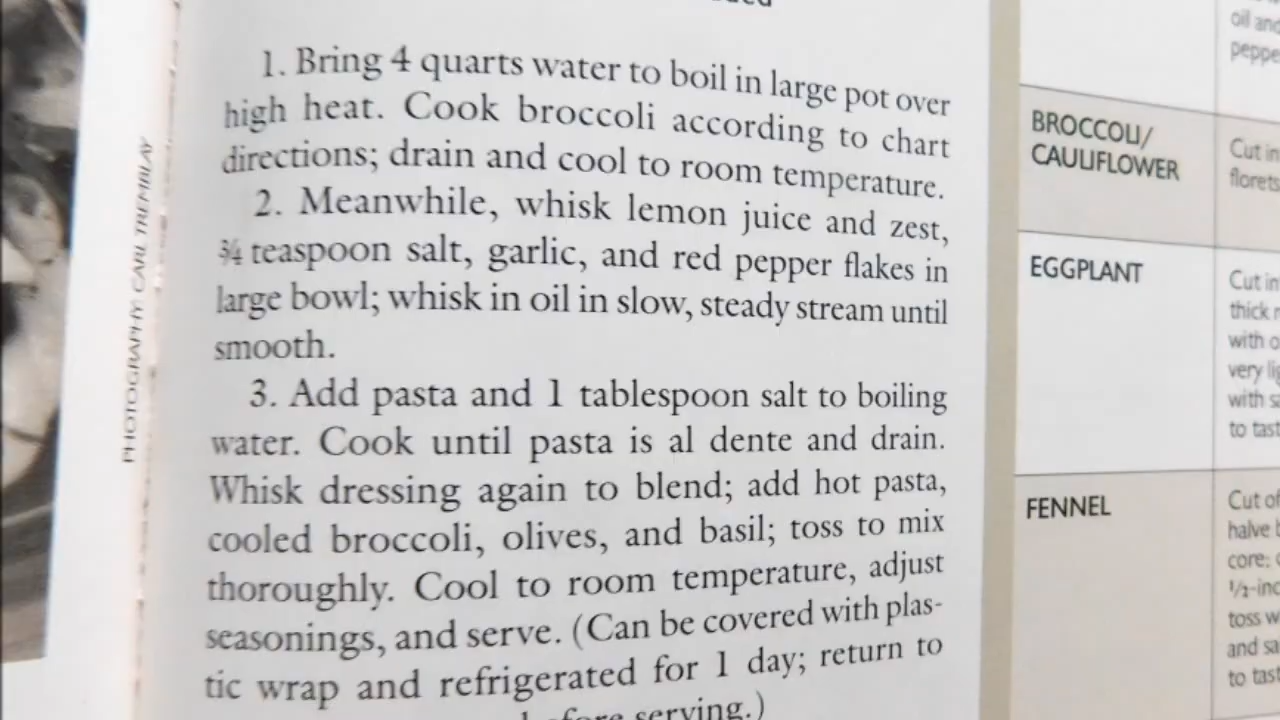 1. Bring 4 quarts water to boil in large pot over
high heat. Cook broccoli according to chart
directions; drain and cool to room temperature.
2. Meanwhile, whisk lemon juice and zest,
¾ teaspoon salt, garlic, and red pepper flakes in
large bowl; whisk in oil in slow, steady stream until
smooth.
3. Add pasta and 1 tablespoon salt to boiling
water. Cook until pasta is al dente and drain.
Whisk dressing again to blend; add hot pasta,
cooled broccoli, olives, and basil; toss to mix
thoroughly. Cool to room temperature, adjust
seasonings, and serve. (Can be covered with plas-
tic wrap and refrigerated for 1 day; return to
before serving.)
PHOTOGRAPHY: CARL TREMBLAY
oil and
BROCCOLI/
CAULIFLOWER
Cut in
florets
EGGPLANT
Cut in
thick
with
very
with
to tast
FENNEL
Cut of
halve
core;
½-inc
toss w
and sa
to tast